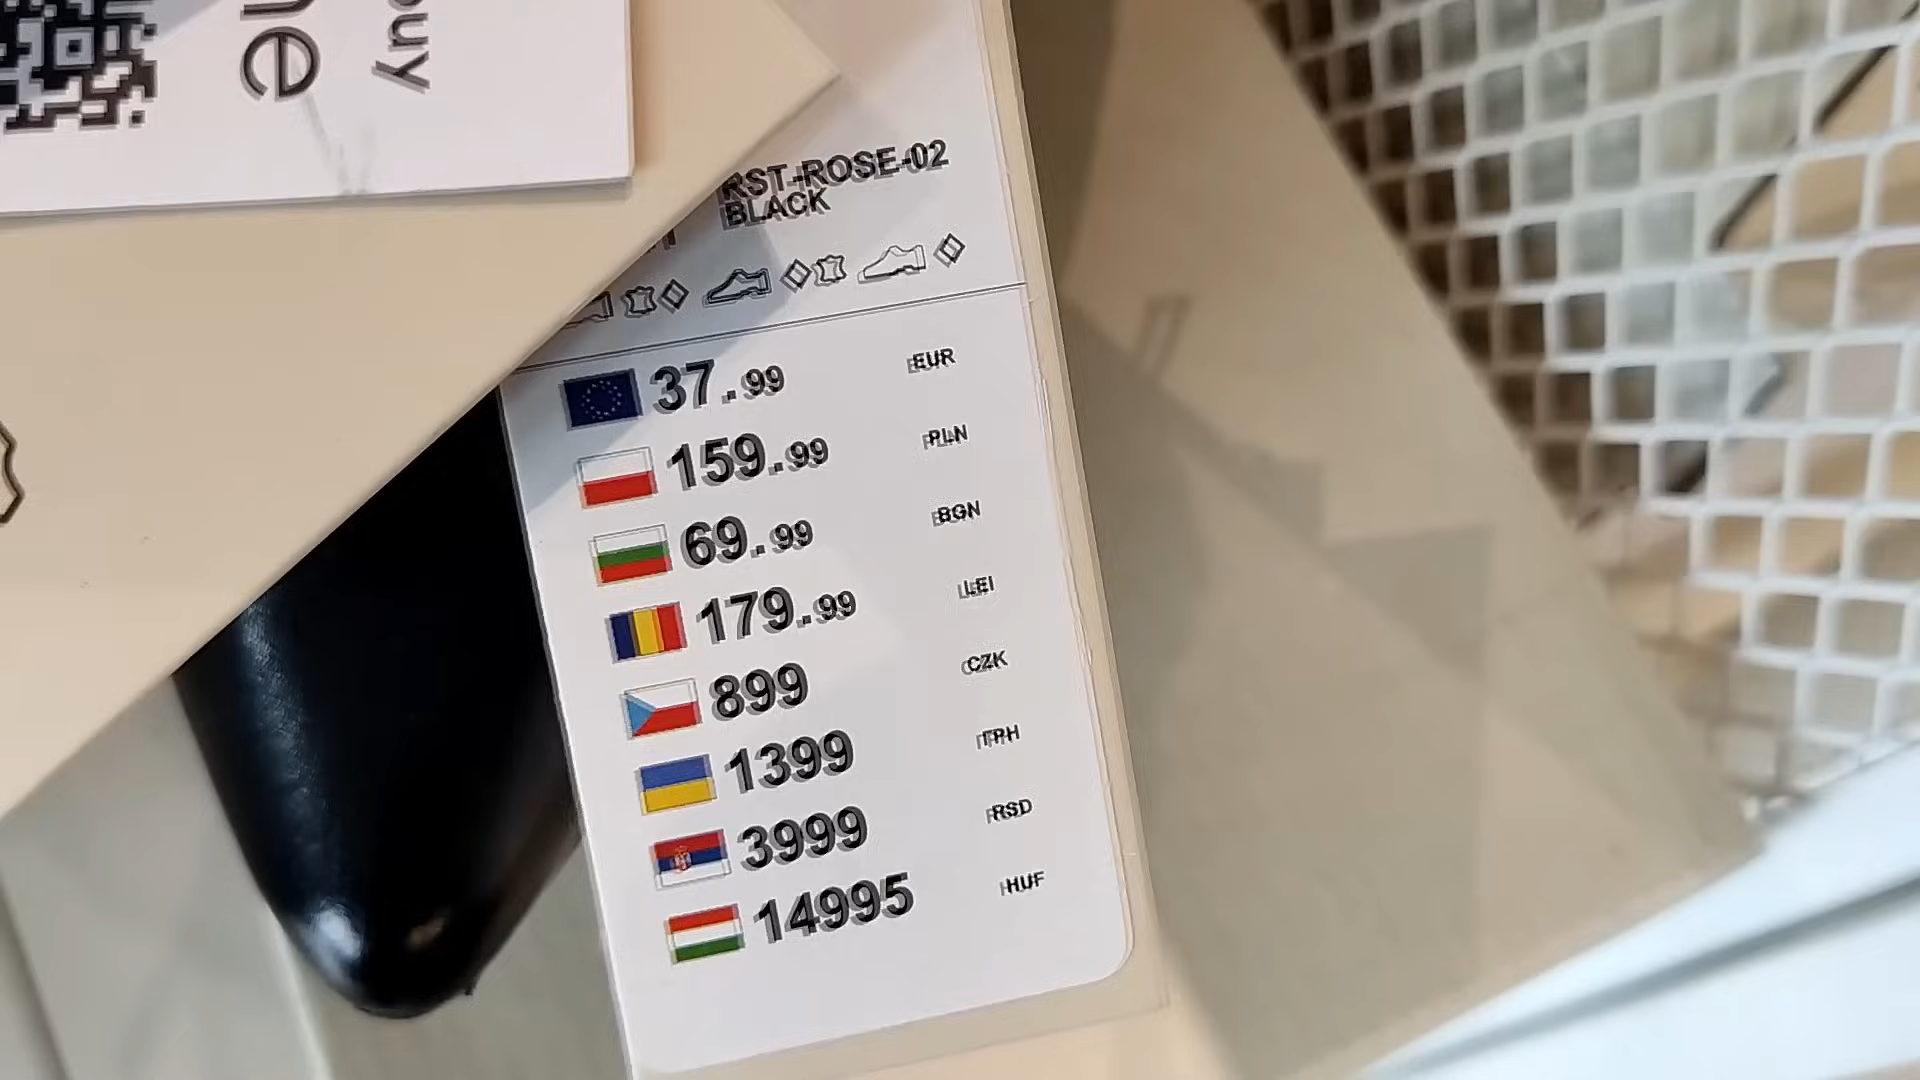 buy
ne
RST-ROSE-02
BLACK
37.99 EUR
159.99 PLN
69.99 BGN
179.99 LEI
899 CZK
1399 ГРН
3999 RSD
14995 HUF